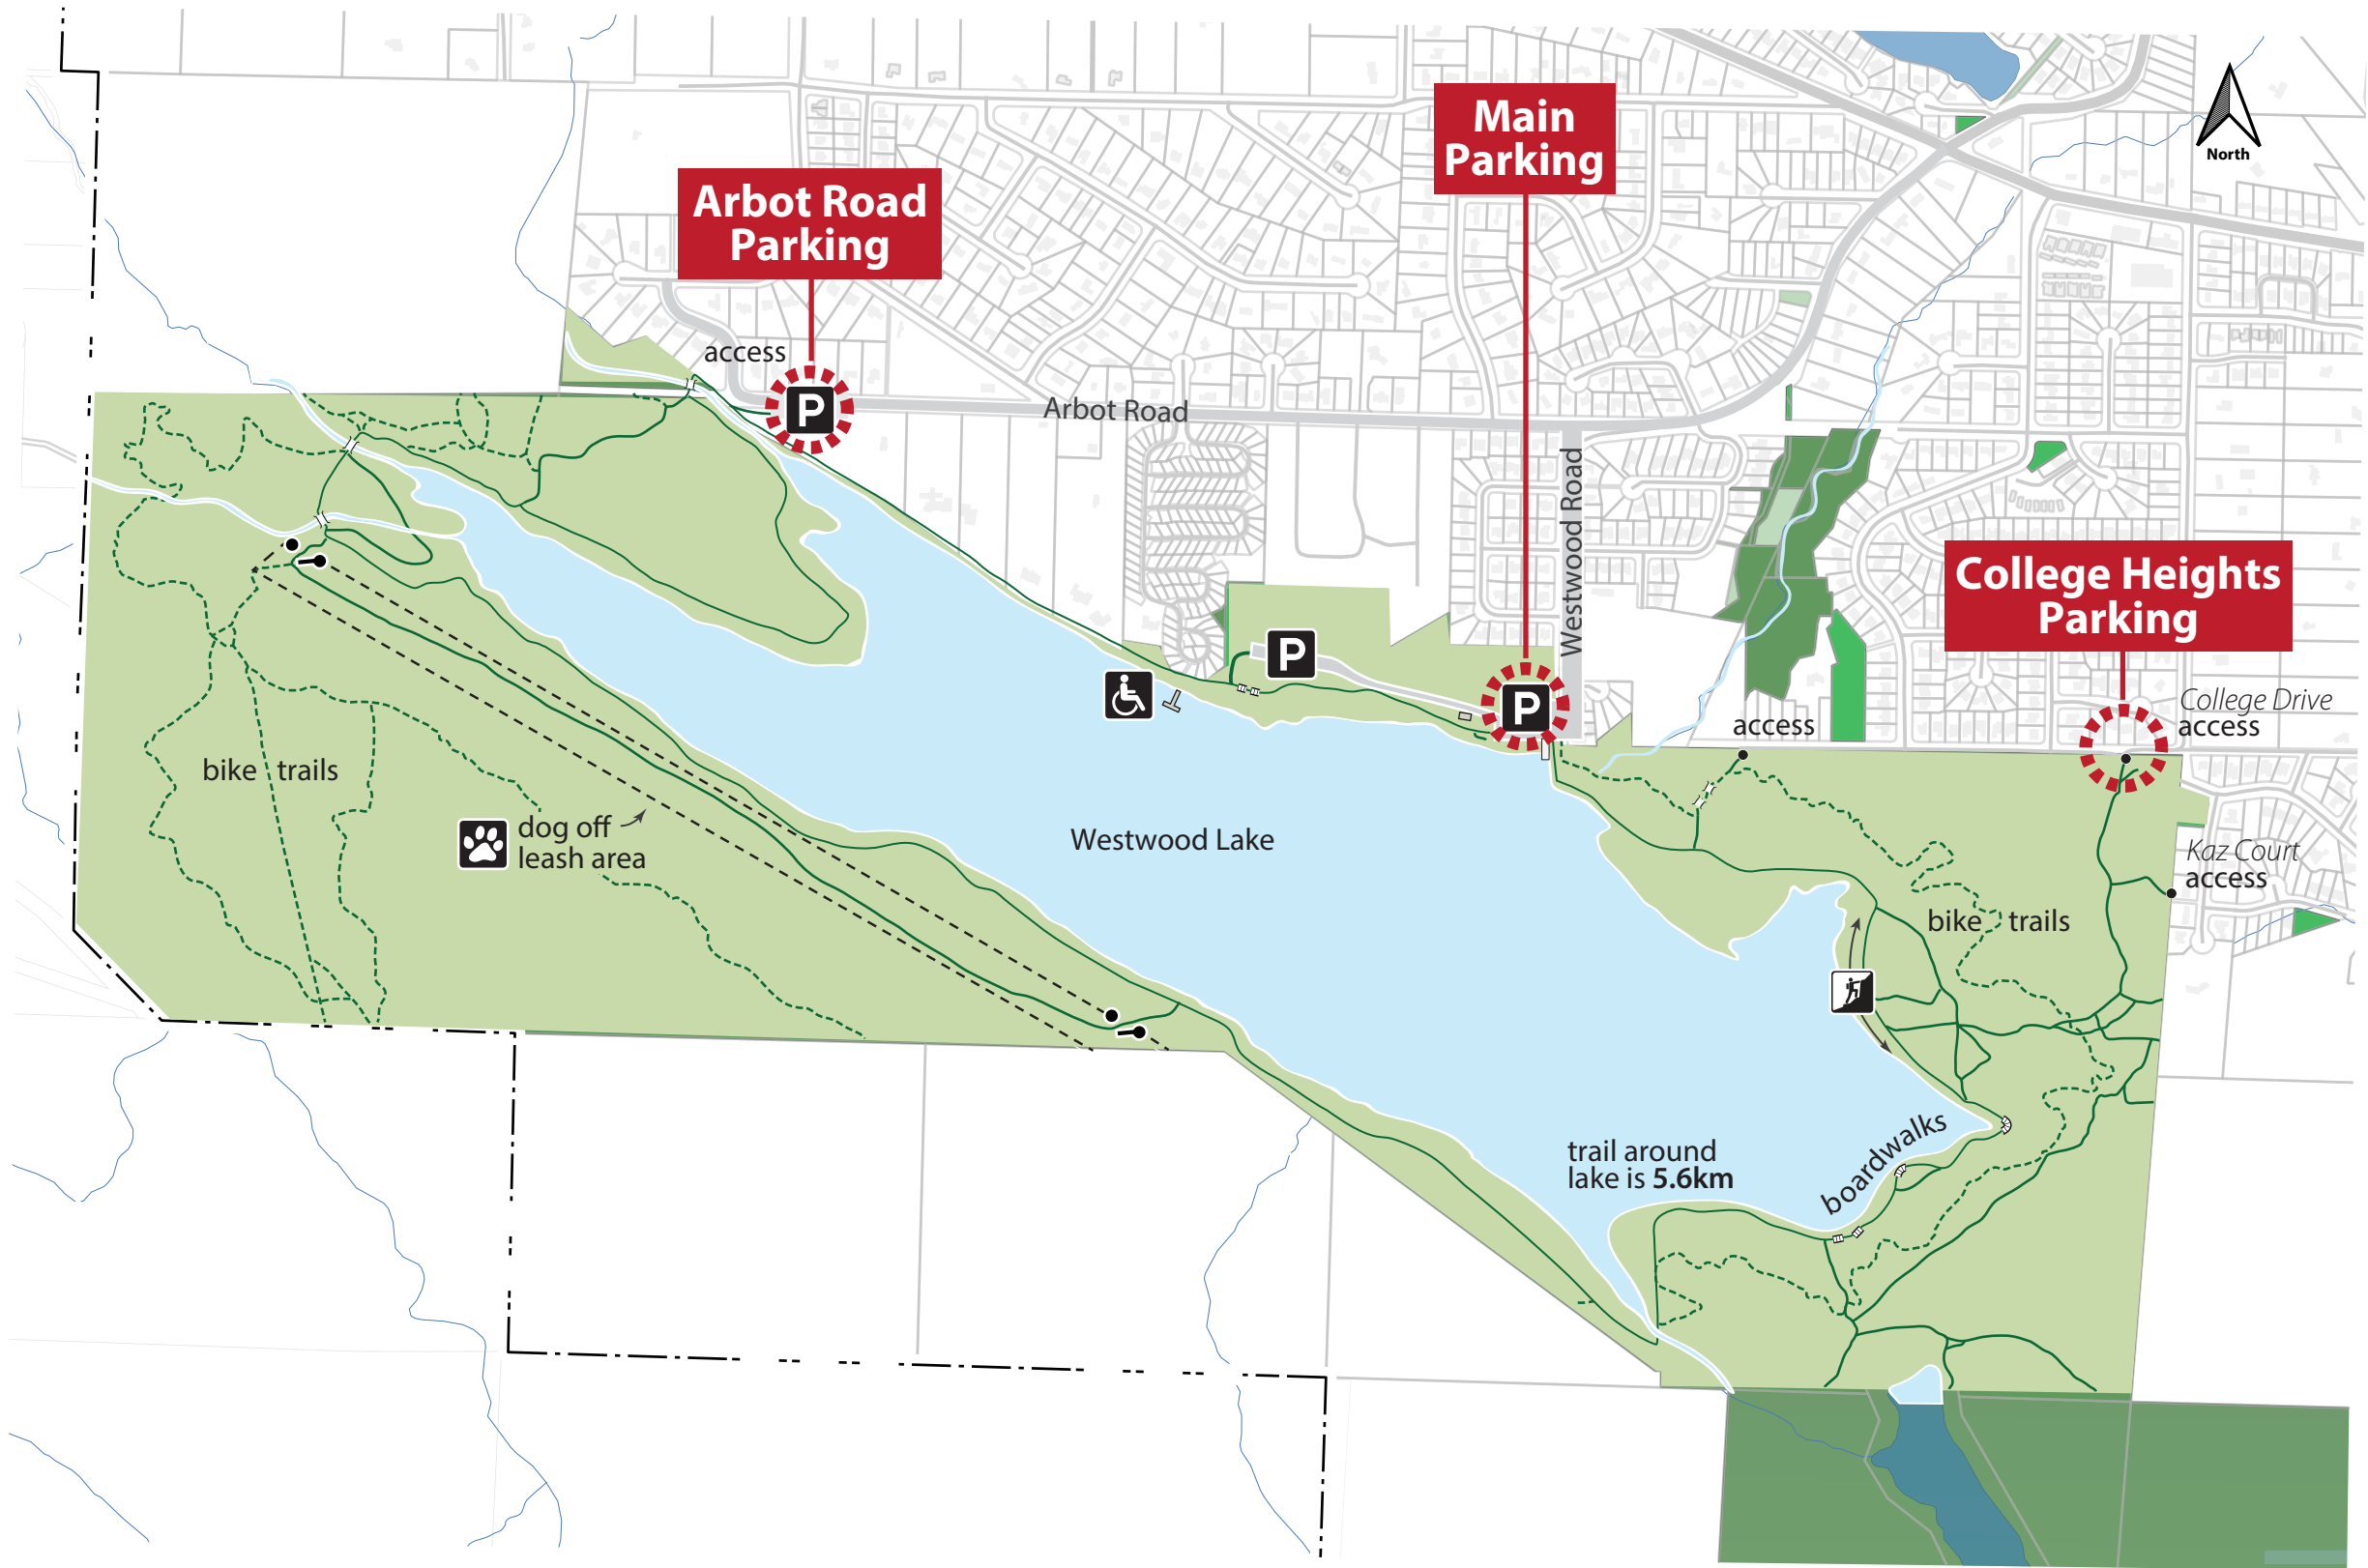 Main
Parking
North
Arbot Road
Parking
access
P
Arbot Road
Westwood Road
College Heights
Parking
P
P
College Drive
access
access
bike trails
dog off
leash area
Westwood Lake
Kaz Court
access
bike trails
boardwalks
trail around
lake is 5.6km